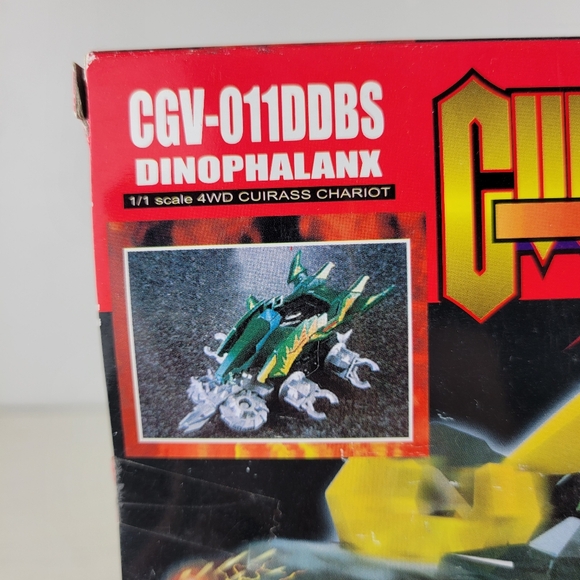 CGV-011DDBS
DINOPHALANX
1/1 scale 4WD CUIRASS CHARIOT